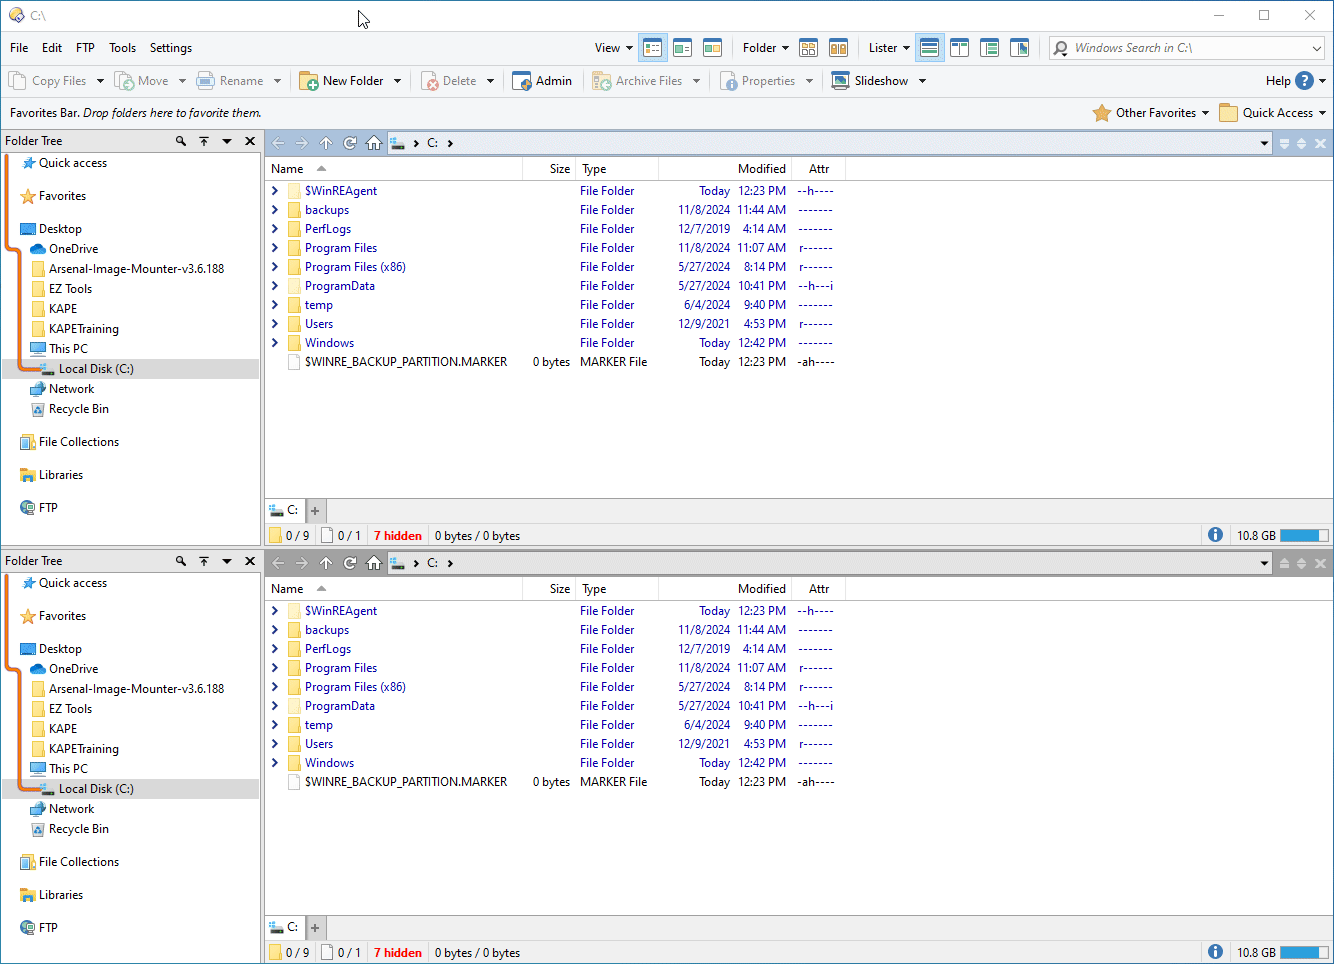 C:\
File Edit FTP Tools Settings View Folder Lister Windows Search in C:\
Copy Files Move Rename New Folder Delete Admin Archive Files Properties Slideshow Help
Favorites Bar. Drop folders here to favorite them. Other Favorites Quick Access
Folder Tree C:
Quick access
Favorites
Desktop
OneDrive
Arsenal-Image-Mounter-v3.6.188
EZ Tools
KAPE
KAPETraining
This PC
Local Disk (C:)
Network
Recycle Bin
File Collections
Libraries
FTP
Name Size Type Modified Attr
$WinREAgent File Folder Today 12:23 PM --h----
backups File Folder 11/8/2024 11:44 AM -------
PerfLogs File Folder 12/7/2019 4:14 AM -------
Program Files File Folder 11/8/2024 11:07 AM r------
Program Files (x86) File Folder 5/27/2024 8:14 PM r------
ProgramData File Folder 5/27/2024 10:41 PM --h---i
temp File Folder 6/4/2024 9:40 PM -------
Users File Folder 12/9/2021 4:53 PM r------
Windows File Folder Today 12:42 PM -------
$WINRE_BACKUP_PARTITION.MARKER 0 bytes MARKER File Today 12:23 PM -ah----
C: +
0 / 9 0 / 1 7 hidden 0 bytes / 0 bytes 10.8 GB
Folder Tree C:
Quick access
Favorites
Desktop
OneDrive
Arsenal-Image-Mounter-v3.6.188
EZ Tools
KAPE
KAPETraining
This PC
Local Disk (C:)
Network
Recycle Bin
File Collections
Libraries
FTP
Name Size Type Modified Attr
$WinREAgent File Folder Today 12:23 PM --h----
backups File Folder 11/8/2024 11:44 AM -------
PerfLogs File Folder 12/7/2019 4:14 AM -------
Program Files File Folder 11/8/2024 11:07 AM r------
Program Files (x86) File Folder 5/27/2024 8:14 PM r------
ProgramData File Folder 5/27/2024 10:41 PM --h---i
temp File Folder 6/4/2024 9:40 PM -------
Users File Folder 12/9/2021 4:53 PM r------
Windows File Folder Today 12:42 PM -------
$WINRE_BACKUP_PARTITION.MARKER 0 bytes MARKER File Today 12:23 PM -ah----
C: +
0 / 9 0 / 1 7 hidden 0 bytes / 0 bytes 10.8 GB